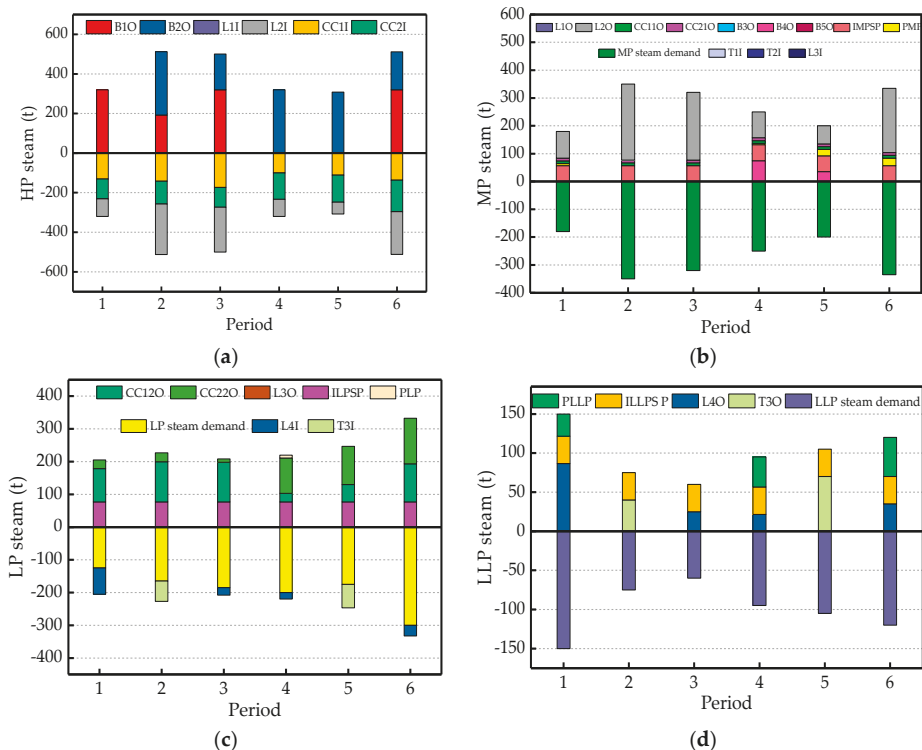 B1O B2O L1I L2I CC1I CC2I
600
400
200
0
-200
-400
-600
HP steam (t)
1 2 3 4 5 6
Period
(a)
L1O L2O CC11O CC21O B3O B4O B5O IMPSP PMP
MP steam demand T1I T2I L3I
600
500
400
300
200
100
0
-100
-200
-300
-400
MP steam (t)
1 2 3 4 5 6
Period
(b)
CC12O CC22O L3O ILPSP PLP
LP steam demand L4I T3I
400
300
200
100
0
-100
-200
-300
-400
LP steam (t)
1 2 3 4 5 6
Period
(c)
PLLP ILLPS P L4O T3O LLP steam demand
150
100
50
0
-50
-100
-150
LLP steam (t)
1 2 3 4 5 6
Period
(d)